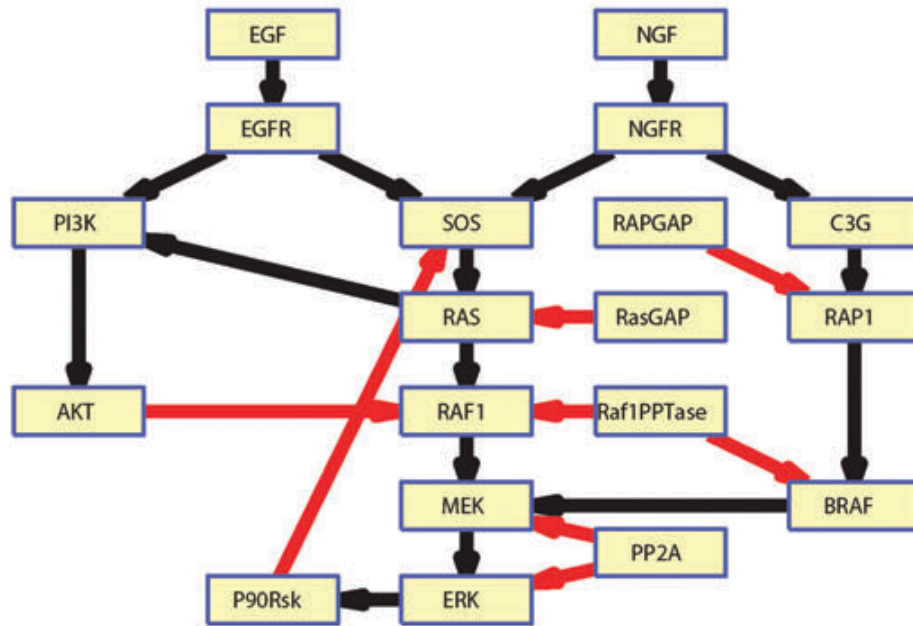 EGF
NGF
EGFR
NGFR
PI3K
SOS
RAPGAP
C3G
RAS
RasGAP
RAP1
AKT
RAF1
Raf1PPTase
MEK
BRAF
PP2A
P90Rsk
ERK